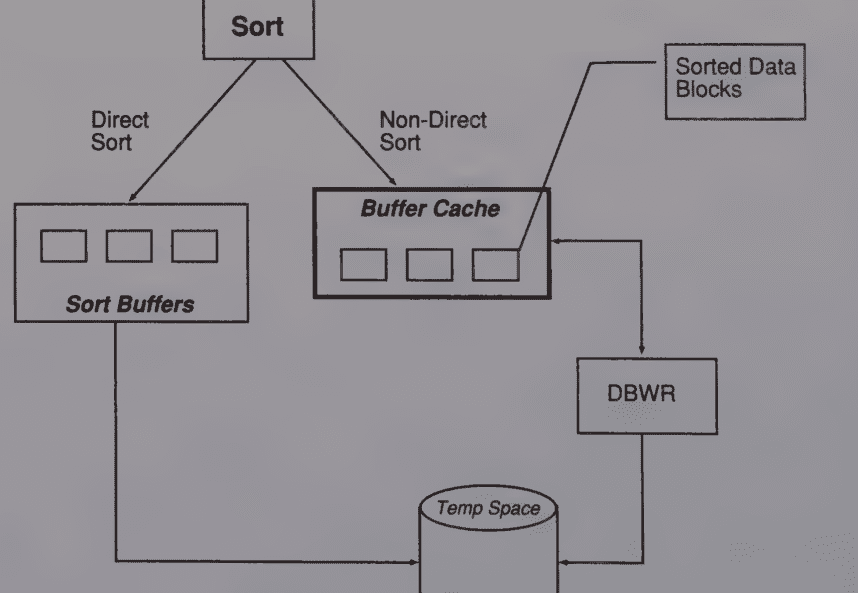 Sort
Direct
Sort
Non-Direct
Sort
Sorted Data
Blocks
Buffer Cache
Sort Buffers
DBWR
Temp Space